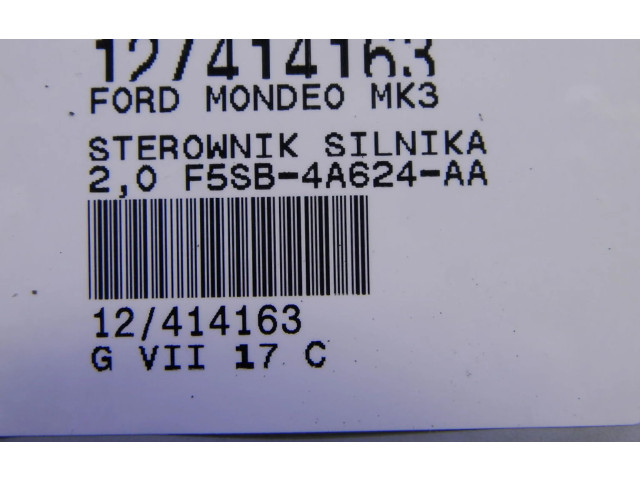 12/414163
FORD MONDEO MK3
STEROWNIK SILNIKA
2,0 F5SB-4A624-AA
12/414163
G VII 17 C